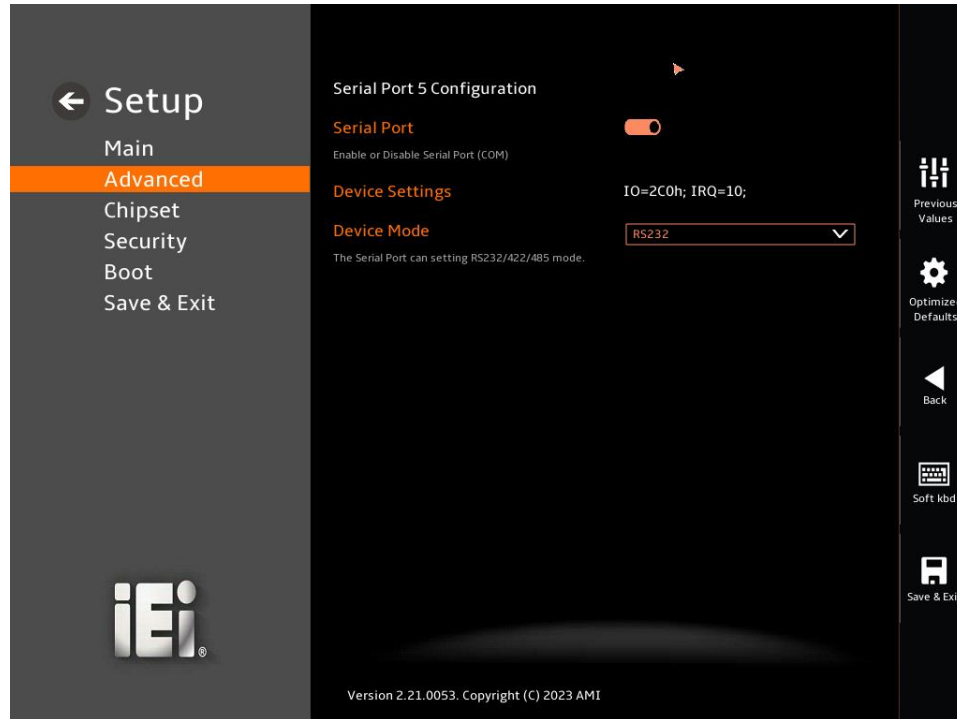 Setup
Main
Advanced
Chipset
Security
Boot
Save & Exit
iEi®
Serial Port 5 Configuration
Serial Port
Enable or Disable Serial Port (COM)
Device Settings IO=2C0h; IRQ=10;
Device Mode RS232
The Serial Port can setting RS232/422/485 mode.
Version 2.21.0053. Copyright (C) 2023 AMI
Previous
Values
Optimize
Defaults
Back
Soft kbd
Save & Exi